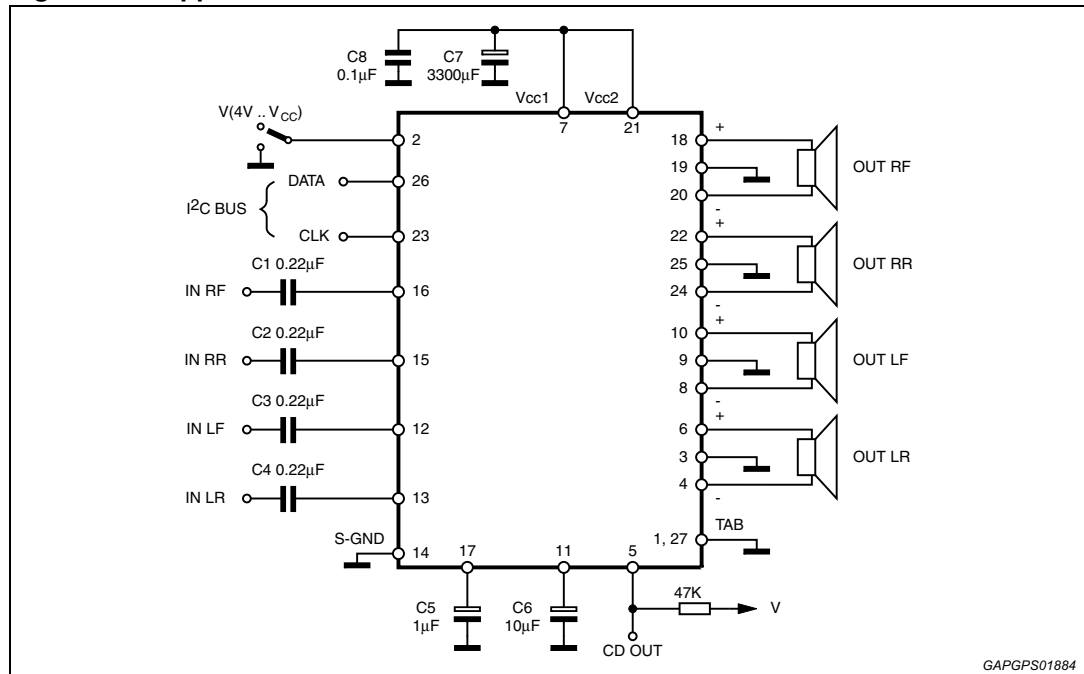 C8
0.1µF
C7
3300µF
Vcc1
Vcc2
7
21
V(4V .. VCC)
2
DATA
26
I2C BUS
CLK
23
C1 0.22µF
IN RF
16
C2 0.22µF
IN RR
15
C3 0.22µF
IN LF
12
C4 0.22µF
IN LR
13
S-GND
14
17
11
5
18
+
19
OUT RF
20
-
22
+
25
OUT RR
24
-
10
+
9
OUT LF
8
-
6
+
3
OUT LR
4
-
1, 27
TAB
C5
1µF
C6
10µF
47K
V
CD OUT
GAPGPS01884